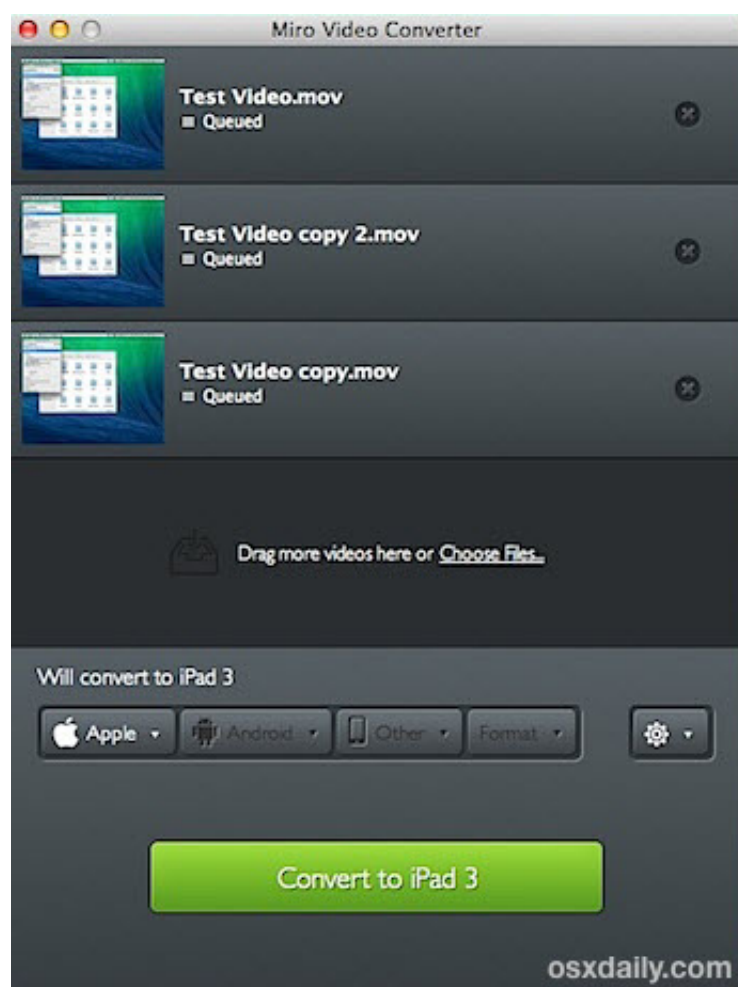 Miro Video Converter
Test Video.mov
Queued
Test Video copy 2.mov
Queued
Test Video copy.mov
Queued
Drag more videos here or Choose Files...
Will convert to iPad 3
Apple Android Other Format
Convert to iPad 3
osxdaily.com